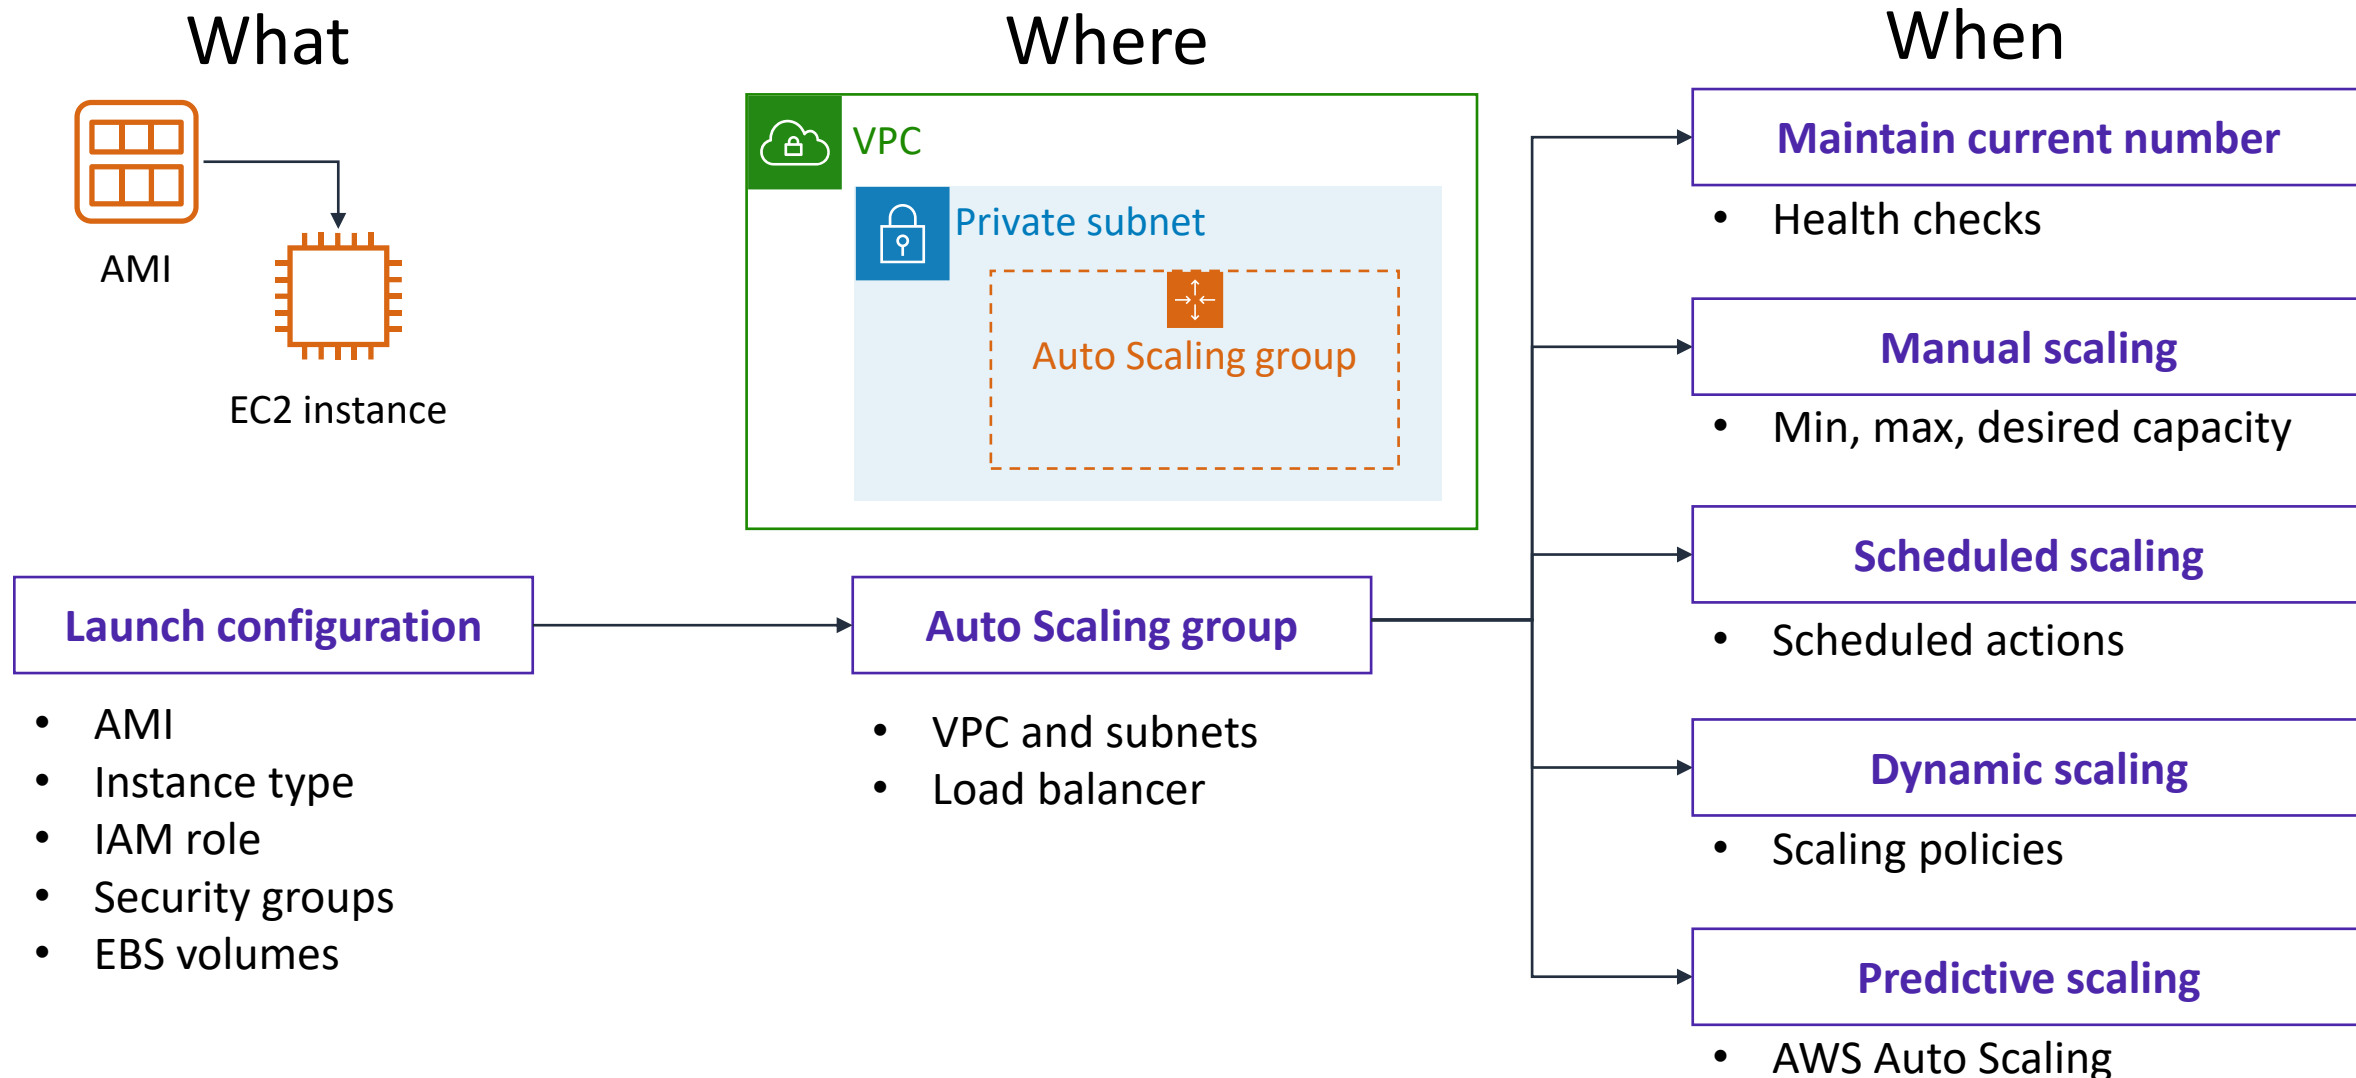 What
AMI
EC2 instance
Launch configuration
• AMI
• Instance type
• IAM role
• Security groups
• EBS volumes
Where
VPC
Private subnet
Auto Scaling group
Auto Scaling group
• VPC and subnets
• Load balancer
When
Maintain current number
• Health checks
Manual scaling
• Min, max, desired capacity
Scheduled scaling
• Scheduled actions
Dynamic scaling
• Scaling policies
Predictive scaling
• AWS Auto Scaling